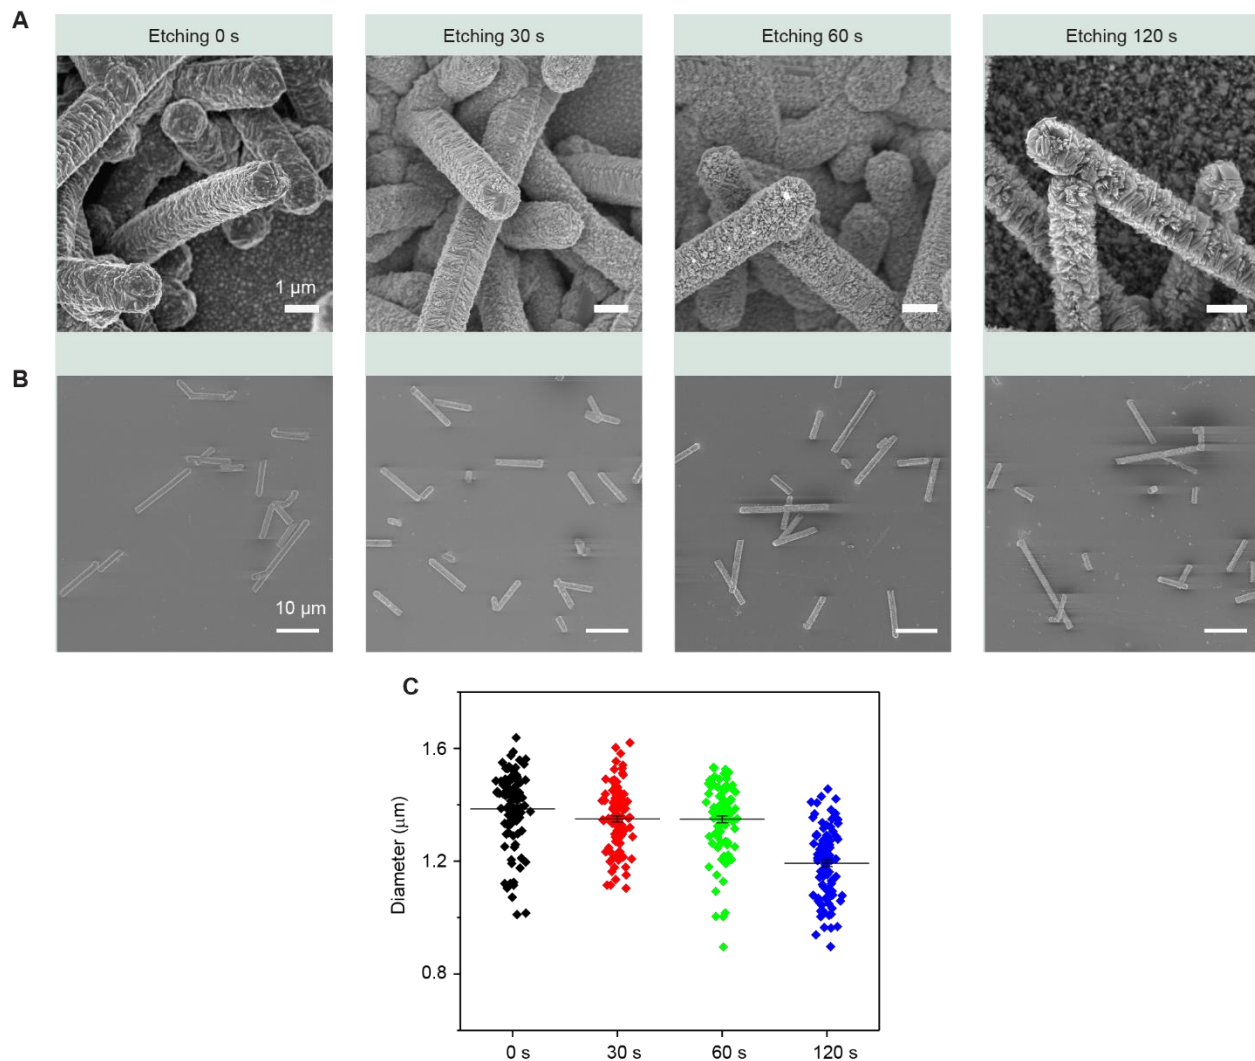 A
Etching 0 s
Etching 30 s
Etching 60 s
Etching 120 s
1 μm
B
10 μm
C
Diameter (μm)
1.6
1.2
0.8
0 s
30 s
60 s
120 s